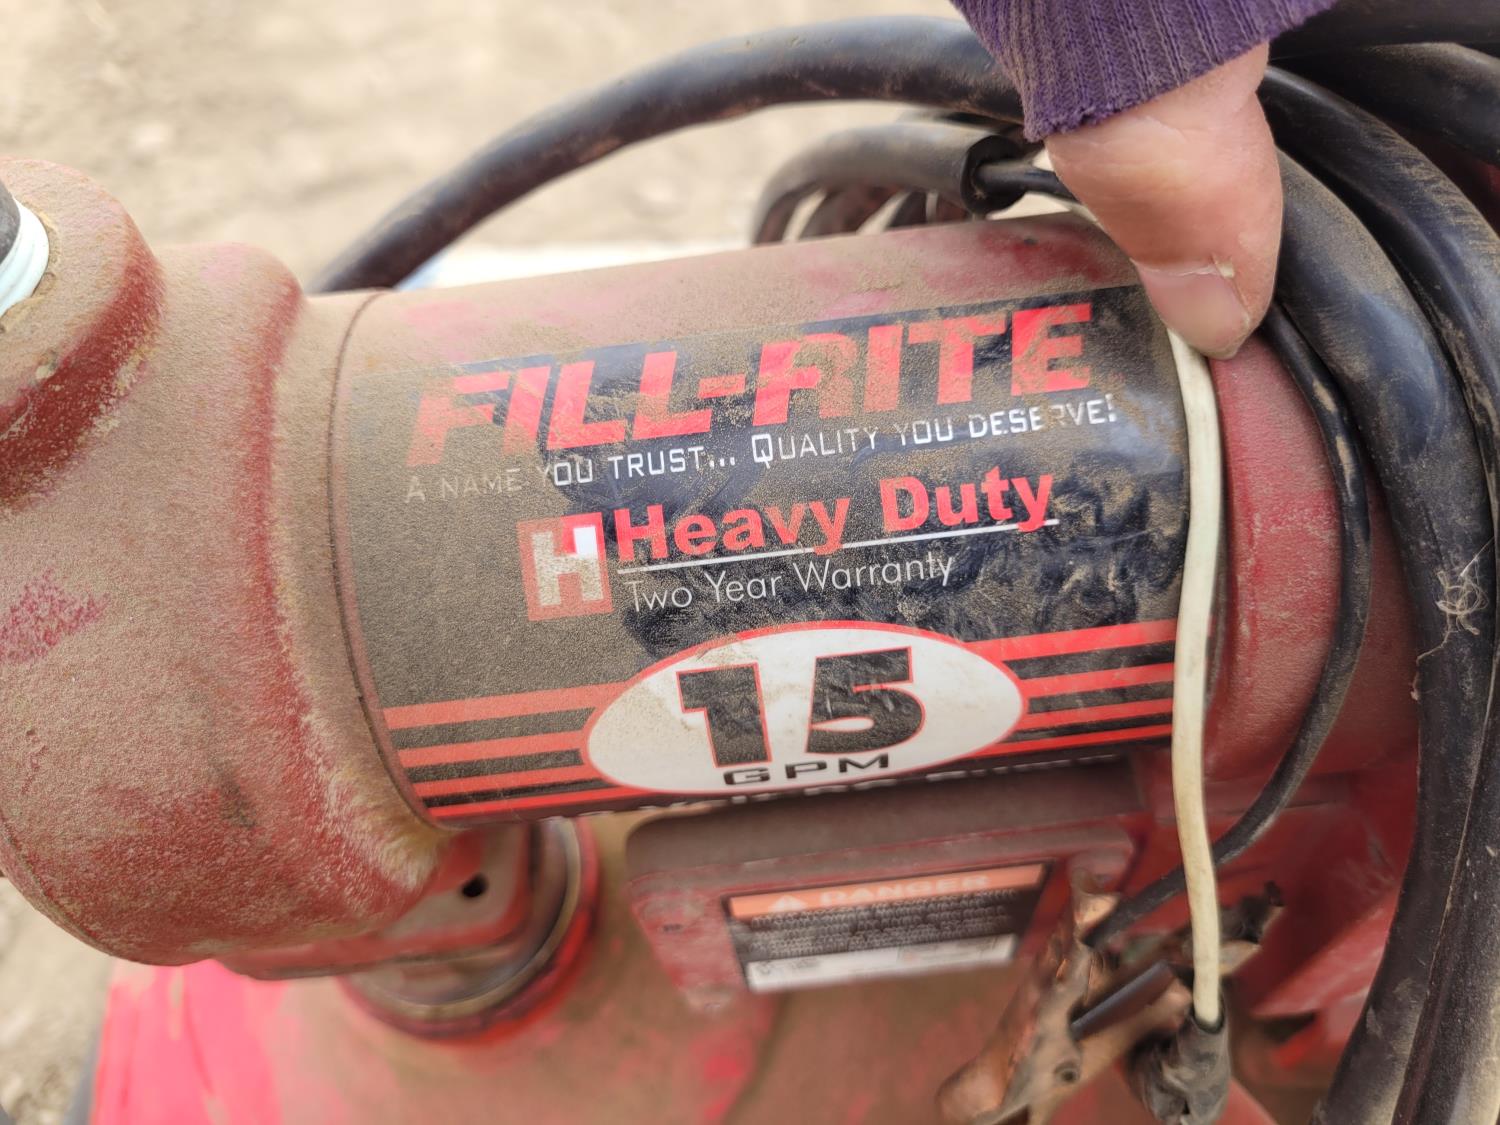 FILL-RITE
A NAME YOU TRUST... QUALITY YOU DESERVE!
H Heavy Duty
Two Year Warranty
15
GPM
DANGER